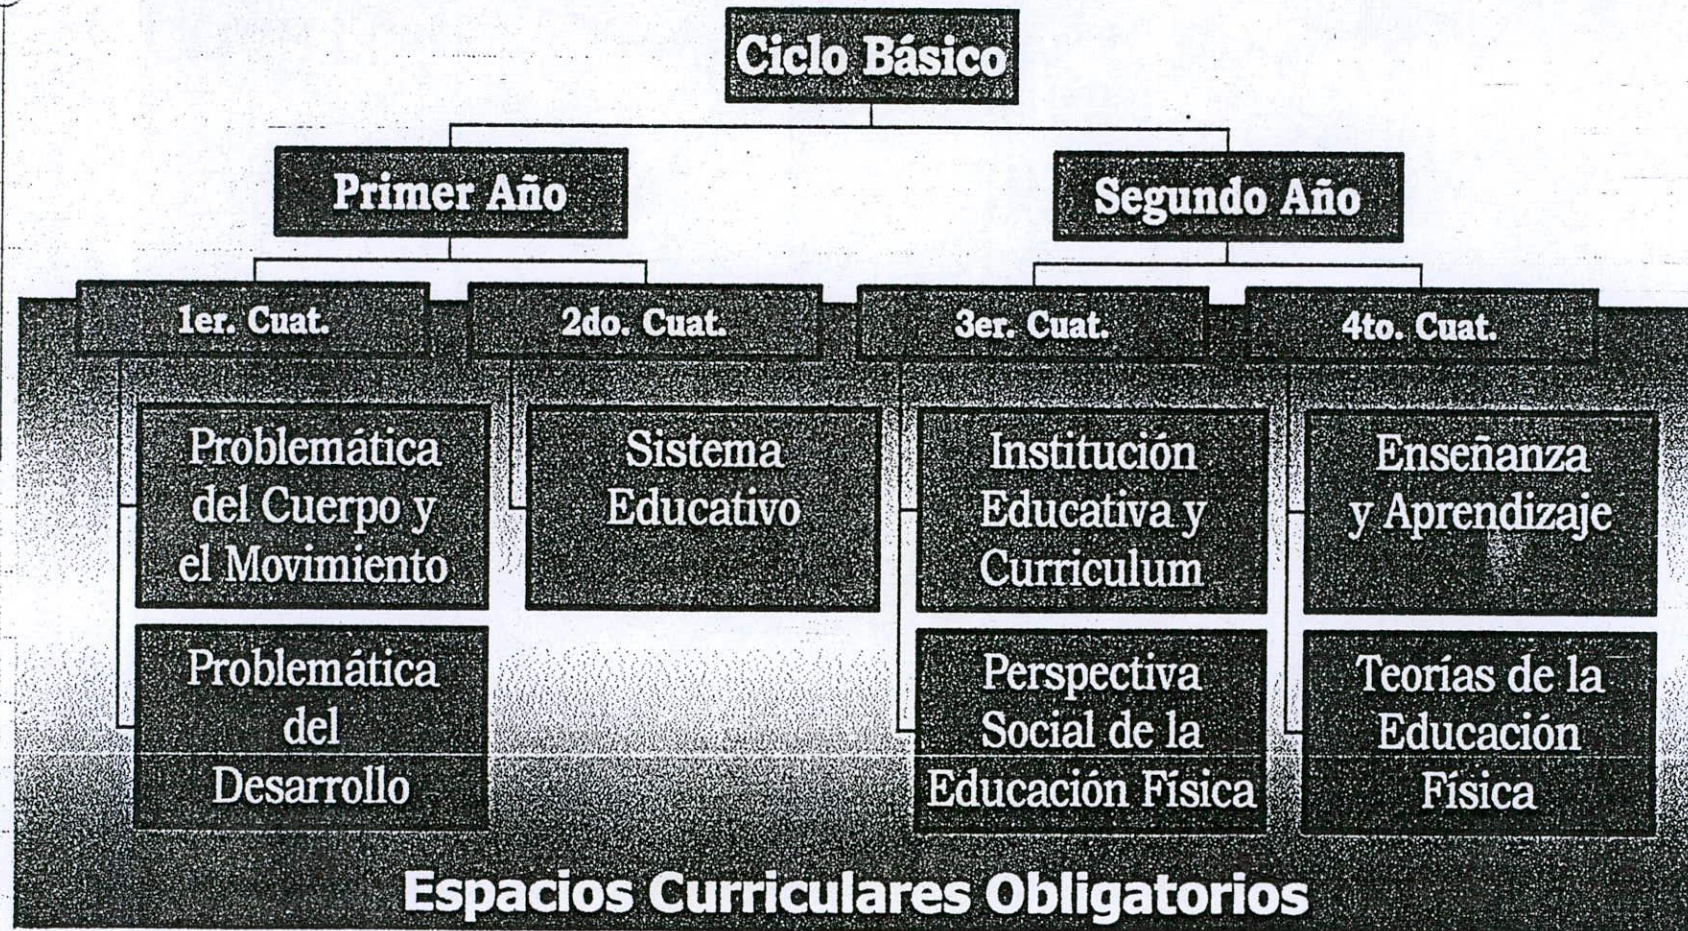 Ciclo Básico
Primer Año
Segundo Año
1er. Cuat.
2do. Cuat.
3er. Cuat.
4to. Cuat.
Problemática
del Cuerpo y
el Movimiento
Sistema
Educativo
Institución
Educativa y
Curriculum
Enseñanza
y Aprendizaje
Problemática
del
Desarrollo
Perspectiva
Social de la
Educación Física
Teorías de la
Educación
Física
Espacios Curriculares Obligatorios